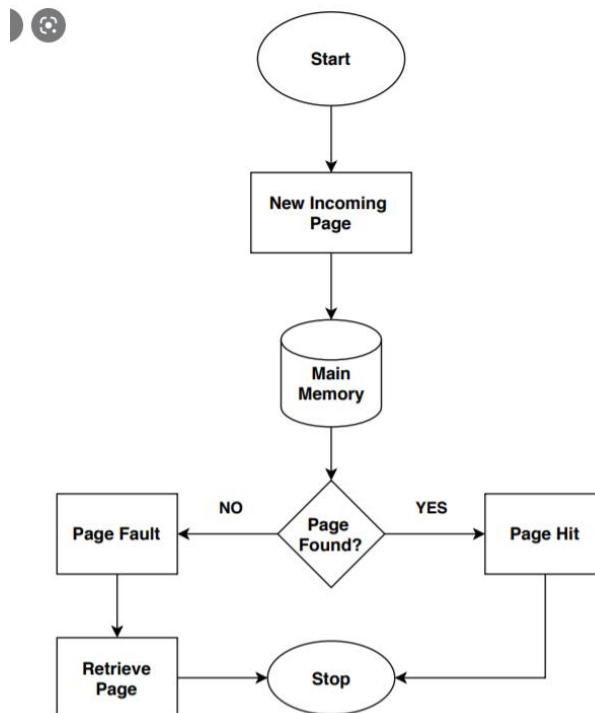 Start
New Incoming
Page
Main
Memory
NO
YES
Page Fault
Page
Found?
Page Hit
Retrieve
Page
Stop